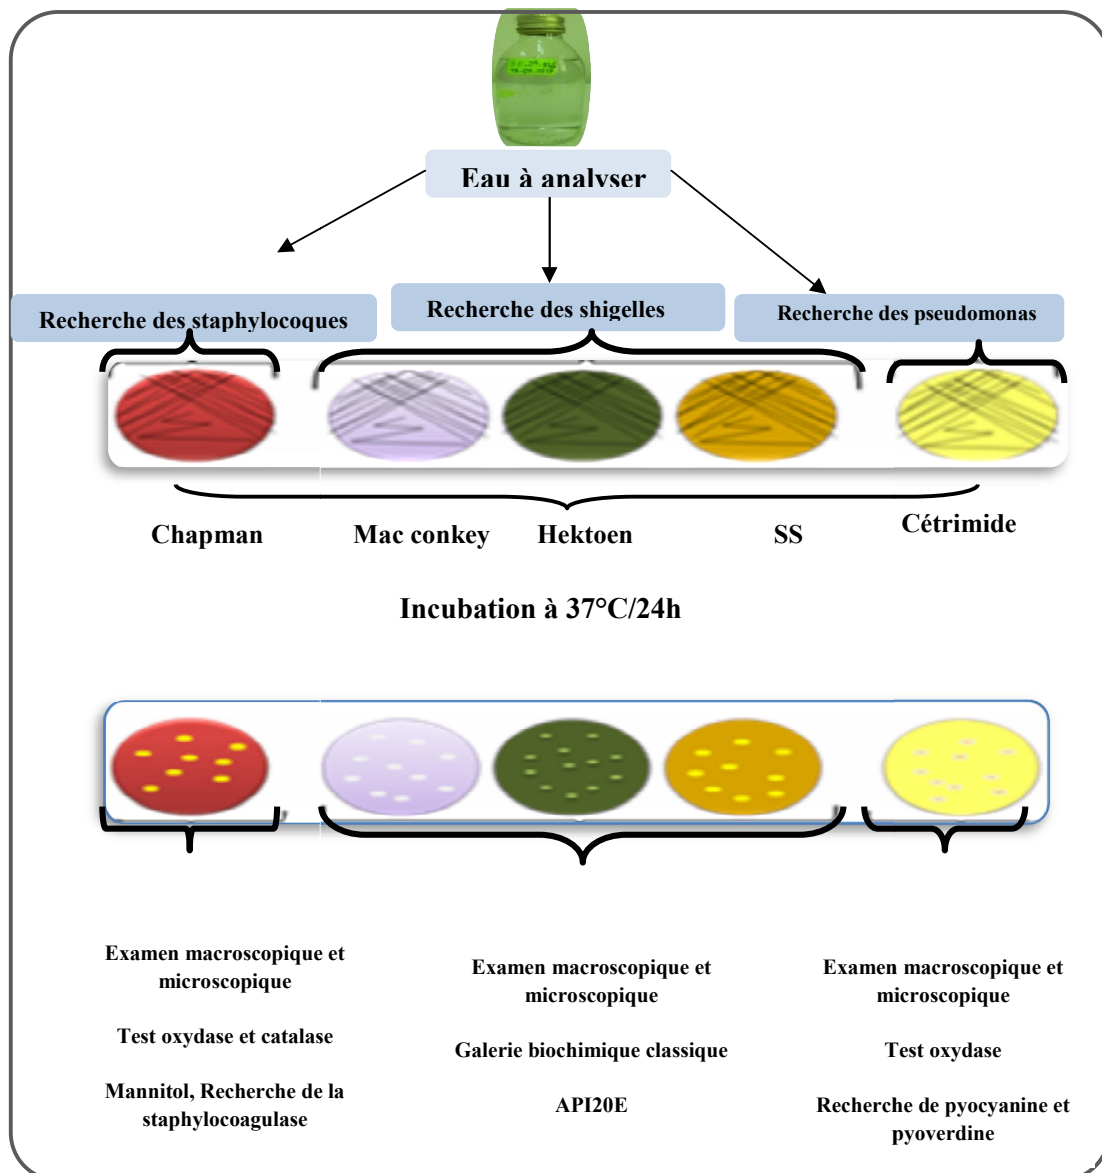 Eau à analyser
Recherche des staphylocoques
Recherche des shigelles
Recherche des pseudomonas
Chapman
Mac conkey
Hektoen
SS
Cétrimide
Incubation à 37°C/24h
Examen macroscopique et
microscopique
Test oxydase et catalase
Mannitol, Recherche de la
staphylocoagulase
Examen macroscopique et
microscopique
Galerie biochimique classique
API20E
Examen macroscopique et
microscopique
Test oxydase
Recherche de pyocyanine et
pyoverdine